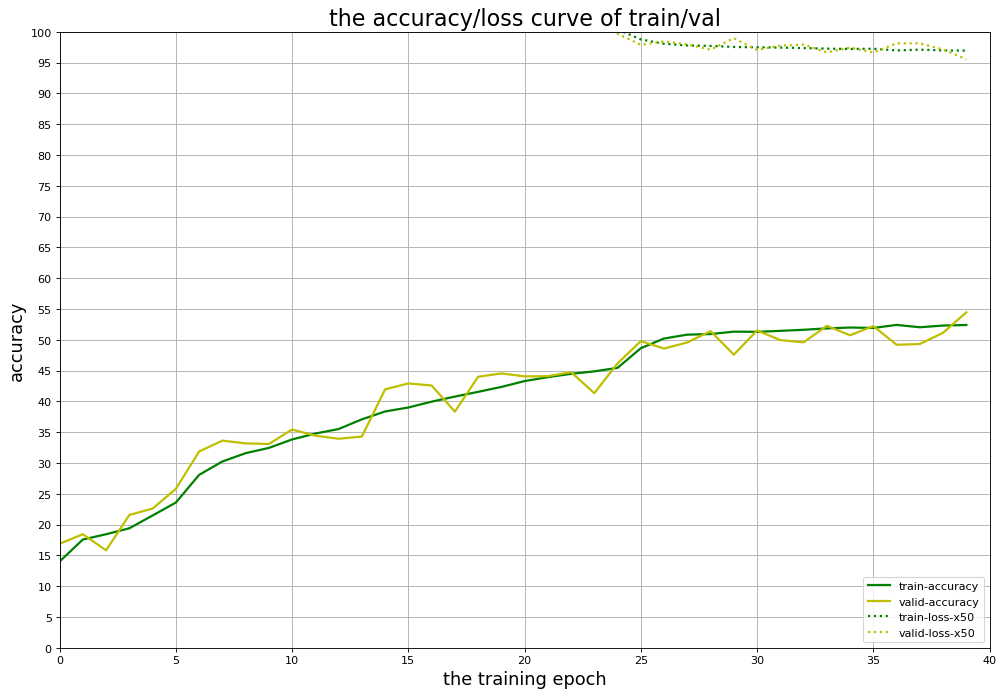 the accuracy/loss curve of train/val
100
95
90
85
80
75
70
65
60
55
50
45
40
35
30
25
20
15
10
5
0
accuracy
train-accuracy
valid-accuracy
train-loss-x50
valid-loss-x50
0 5 10 15 20 25 30 35 40
the training epoch